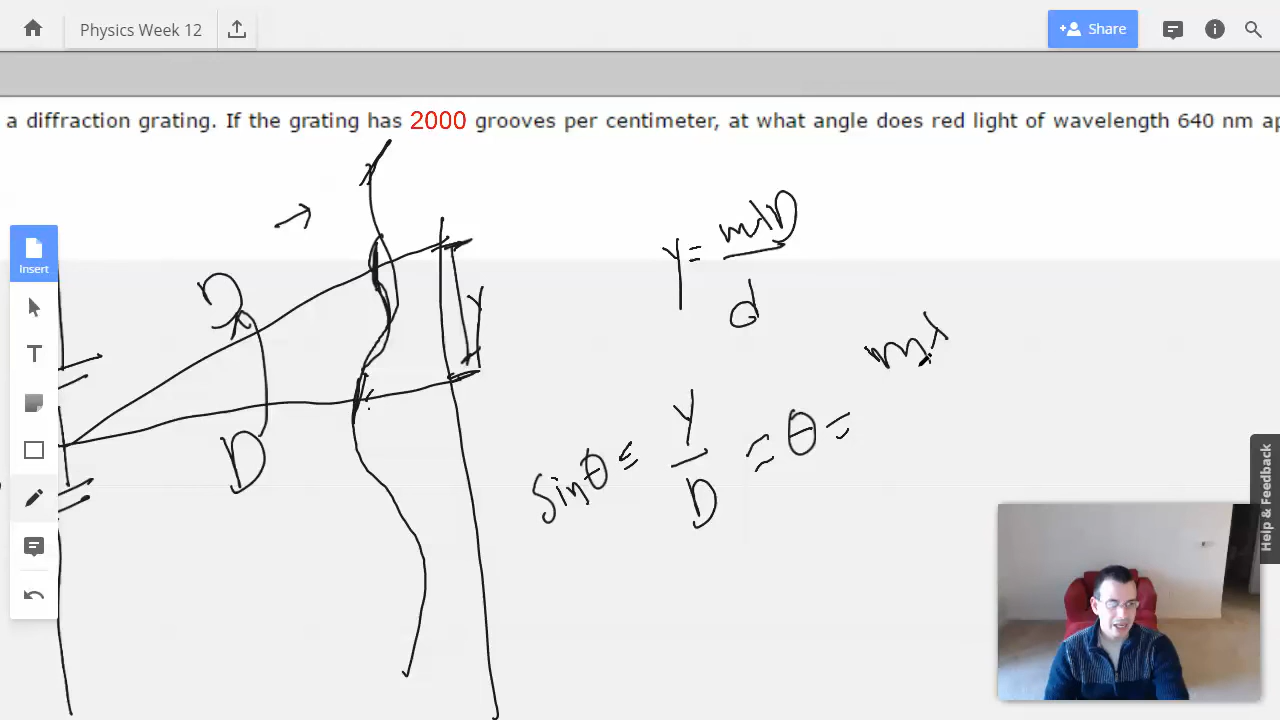 Physics Week 12
Share
a diffraction grating. If the grating has 2000 grooves per centimeter, at what angle does red light of wavelength 640 nm ap
Insert
T
D
D
Y
Y = mλD
d
sinθ = Y/D ≈ θ =
mλ
Help & Feedback